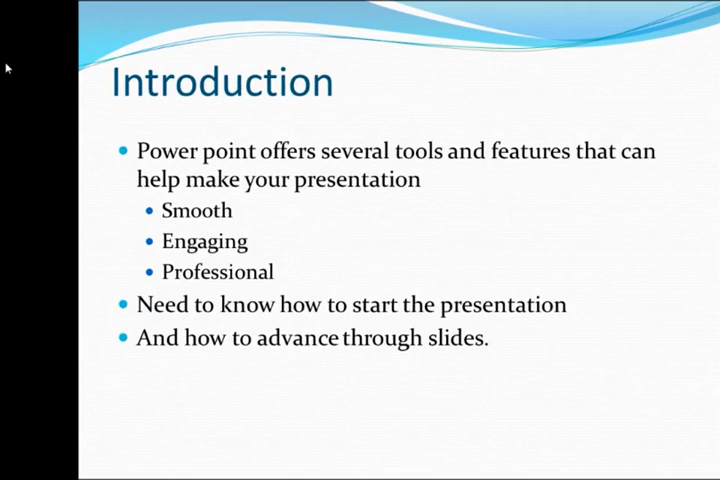 Introduction
Power point offers several tools and features that can
help make your presentation
Smooth
Engaging
Professional
Need to know how to start the presentation
And how to advance through slides.